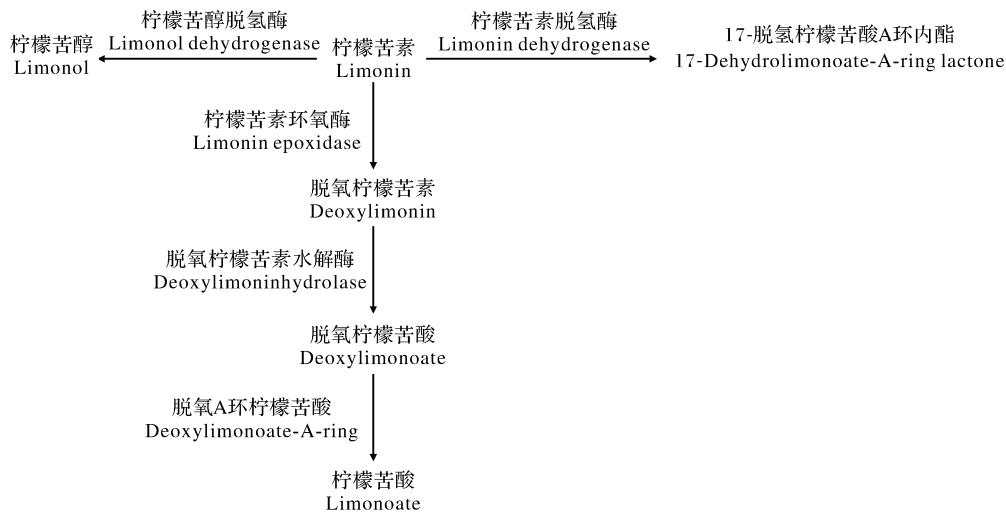 柠檬苦醇脱氢酶
Limonol dehydrogenase
柠檬素脱氢酶
Limonin dehydrogenase
柠檬苦醇
Limonol
柠檬苦素
Limonin
17-脱氢柠檬苦酸A环内酯
17-Dehydrolimonoate-A-ring lactone
柠檬苦素环氧酶
Limonin epoxidase
脱氧柠檬苦素
Deoxylimonin
脱氧柠檬苦素水解酶
Deoxylimoninhydrolase
脱氧柠檬苦酸
Deoxylimonoate
脱氧A环柠檬苦酸
Deoxylimonoate-A-ring
柠檬苦酸
Limonoate